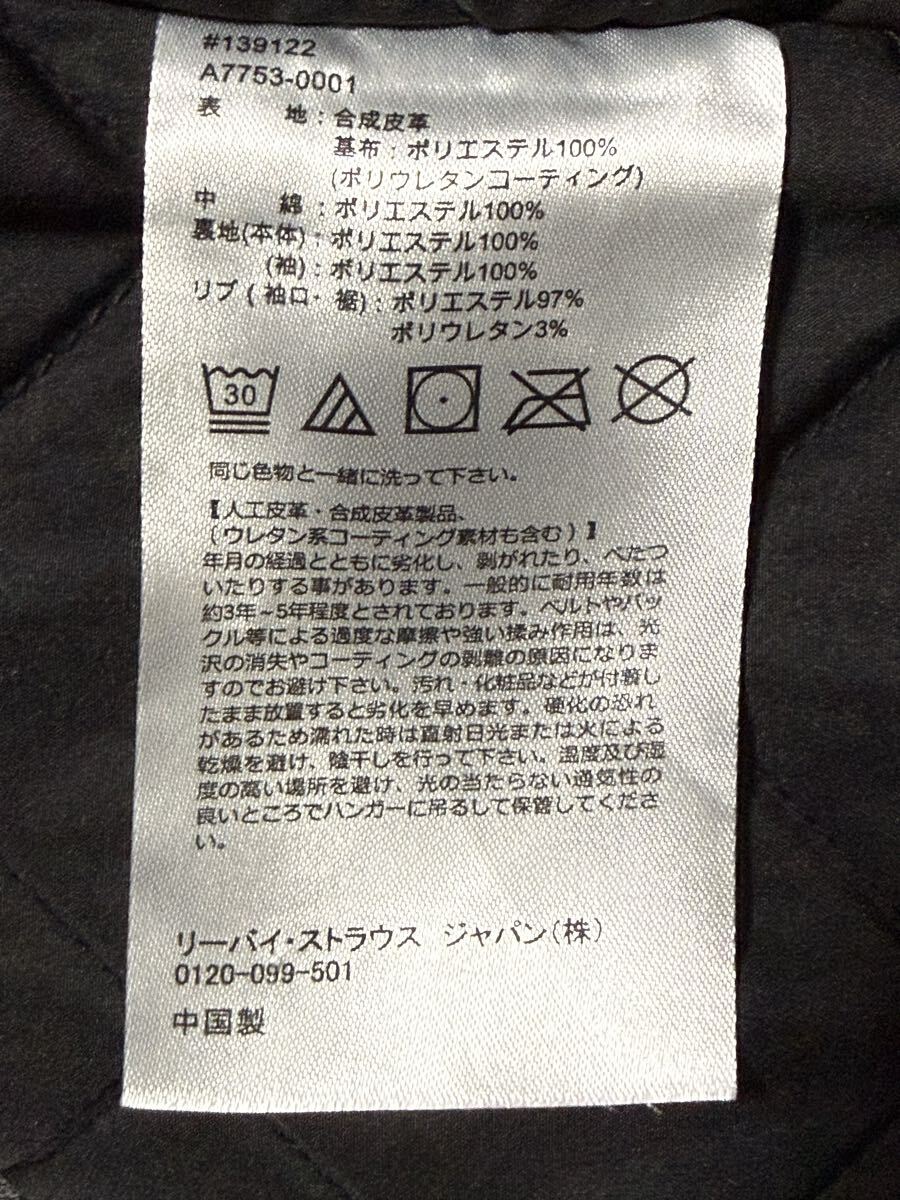 #139122
A7753-0001
表 地：合成皮革
基布：ポリエステル100%
(ポリウレタンコーティング)
中 綿：ポリエステル100%
裏地(本体)：ポリエステル100%
(袖)：ポリエステル100%
リブ(袖口・裾)：ポリエステル97%
ポリウレタン3%
30
同じ色物と一緒に洗って下さい。
【人工皮革・合成皮革製品、
(ウレタン系コーティング素材も含む)】
年月の経過とともに劣化し、剥がれたり、べたつ
いたりする事があります。一般的に耐用年数は
約3年~5年程度とされております。ベルトやバッ
クル等による過度な摩擦や強い揉み作用は、光
沢の消失やコーティングの剥離の原因になりま
すのでお避け下さい。汚れ・化粧品などが付着し
たまま放置すると劣化を早めます。硬化の恐れ
があるため濡れた時は直射日光または火による
乾燥を避け、陰干しを行って下さい。温度及び湿
度の高い場所を避け、光の当たらない通気性の
良いところでハンガーに吊るして保管してくださ
い。
リーバイ・ストラウス ジャパン(株)
0120-099-501
中国製